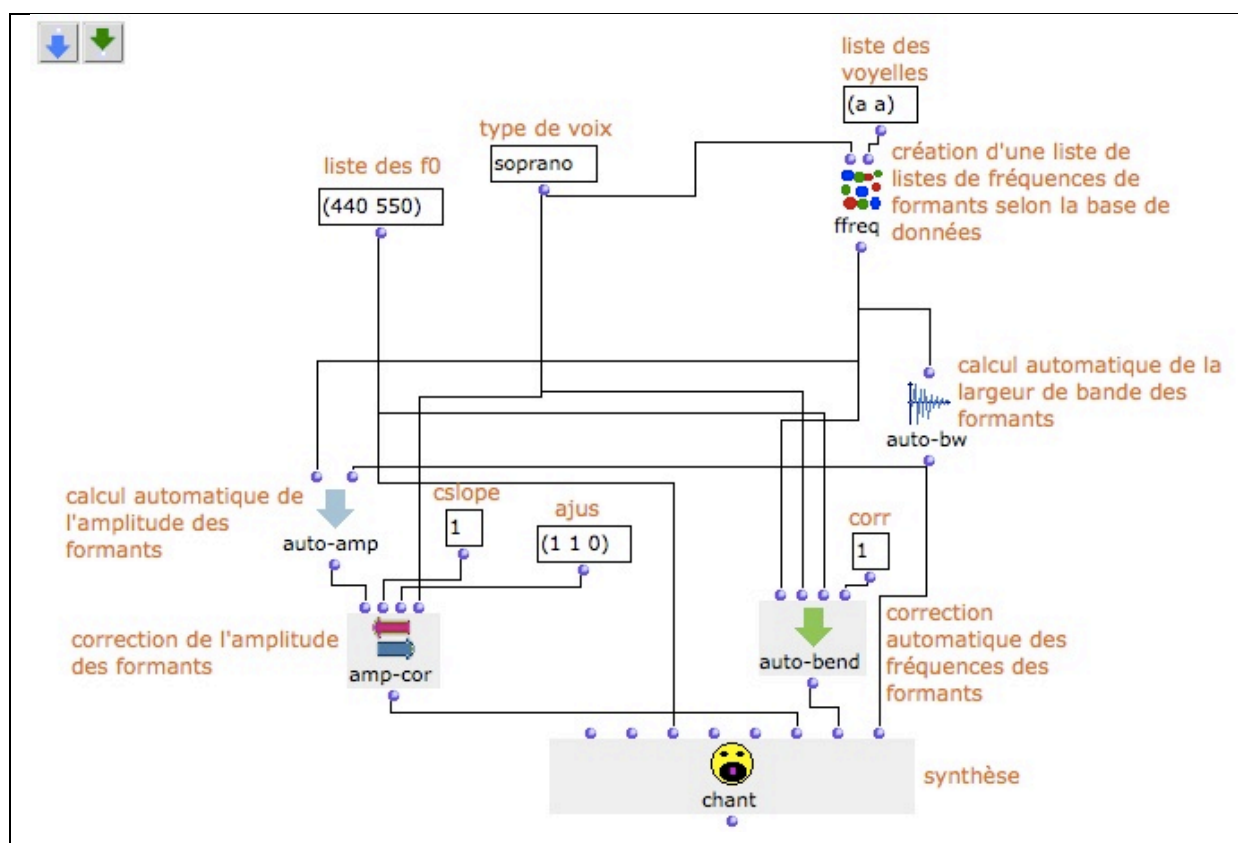 liste des
voyelles
(a a)
type de voix
soprano
liste des f0
(440 550)
création d'une liste de
listes de fréquences de
formants selon la base de
données
ffreq
calcul automatique de la
largeur de bande des
formants
auto-bw
calcul automatique de
l'amplitude des
formants
auto-amp
cslope
1
ajus
(1 1 0)
corr
1
correction de l'amplitude
des formants
amp-cor
auto-bend
correction
automatique des
fréquences des
formants
chant
synthèse